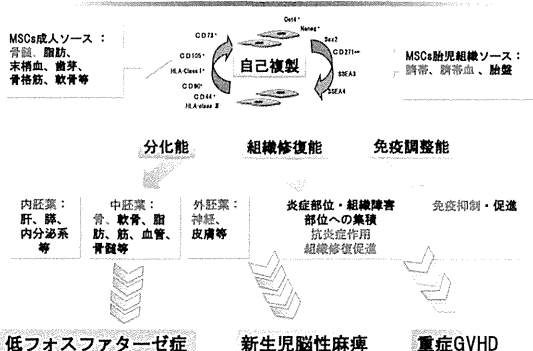 MSCs成人ソース：
骨髄、脂肪、
末梢血、歯芽、
骨格筋、軟骨等
CD73⁺
CD105⁺
HLA-Class I⁺
CD90⁺
CD44⁺
HLA-class II
自己複製
Oct4⁺
Nanog⁺
Sox2
CD271
SSEA3
SSEA4
MSCs胎児組織ソース：
臍帯、臍帯血、胎盤
分化能
組織修復能
免疫調整能
内胚葉：
肝、膵、
内分泌系
等
中胚葉：
骨、軟骨、脂
肪、筋、血管、
骨髄等
外胚葉：
神経、
皮膚等
炎症部位・組織障害
部位への集積
抗炎症作用
組織修復促進
免疫抑制・促進
低フォスファターゼ症
新生児脳性麻痺
重症GVHD